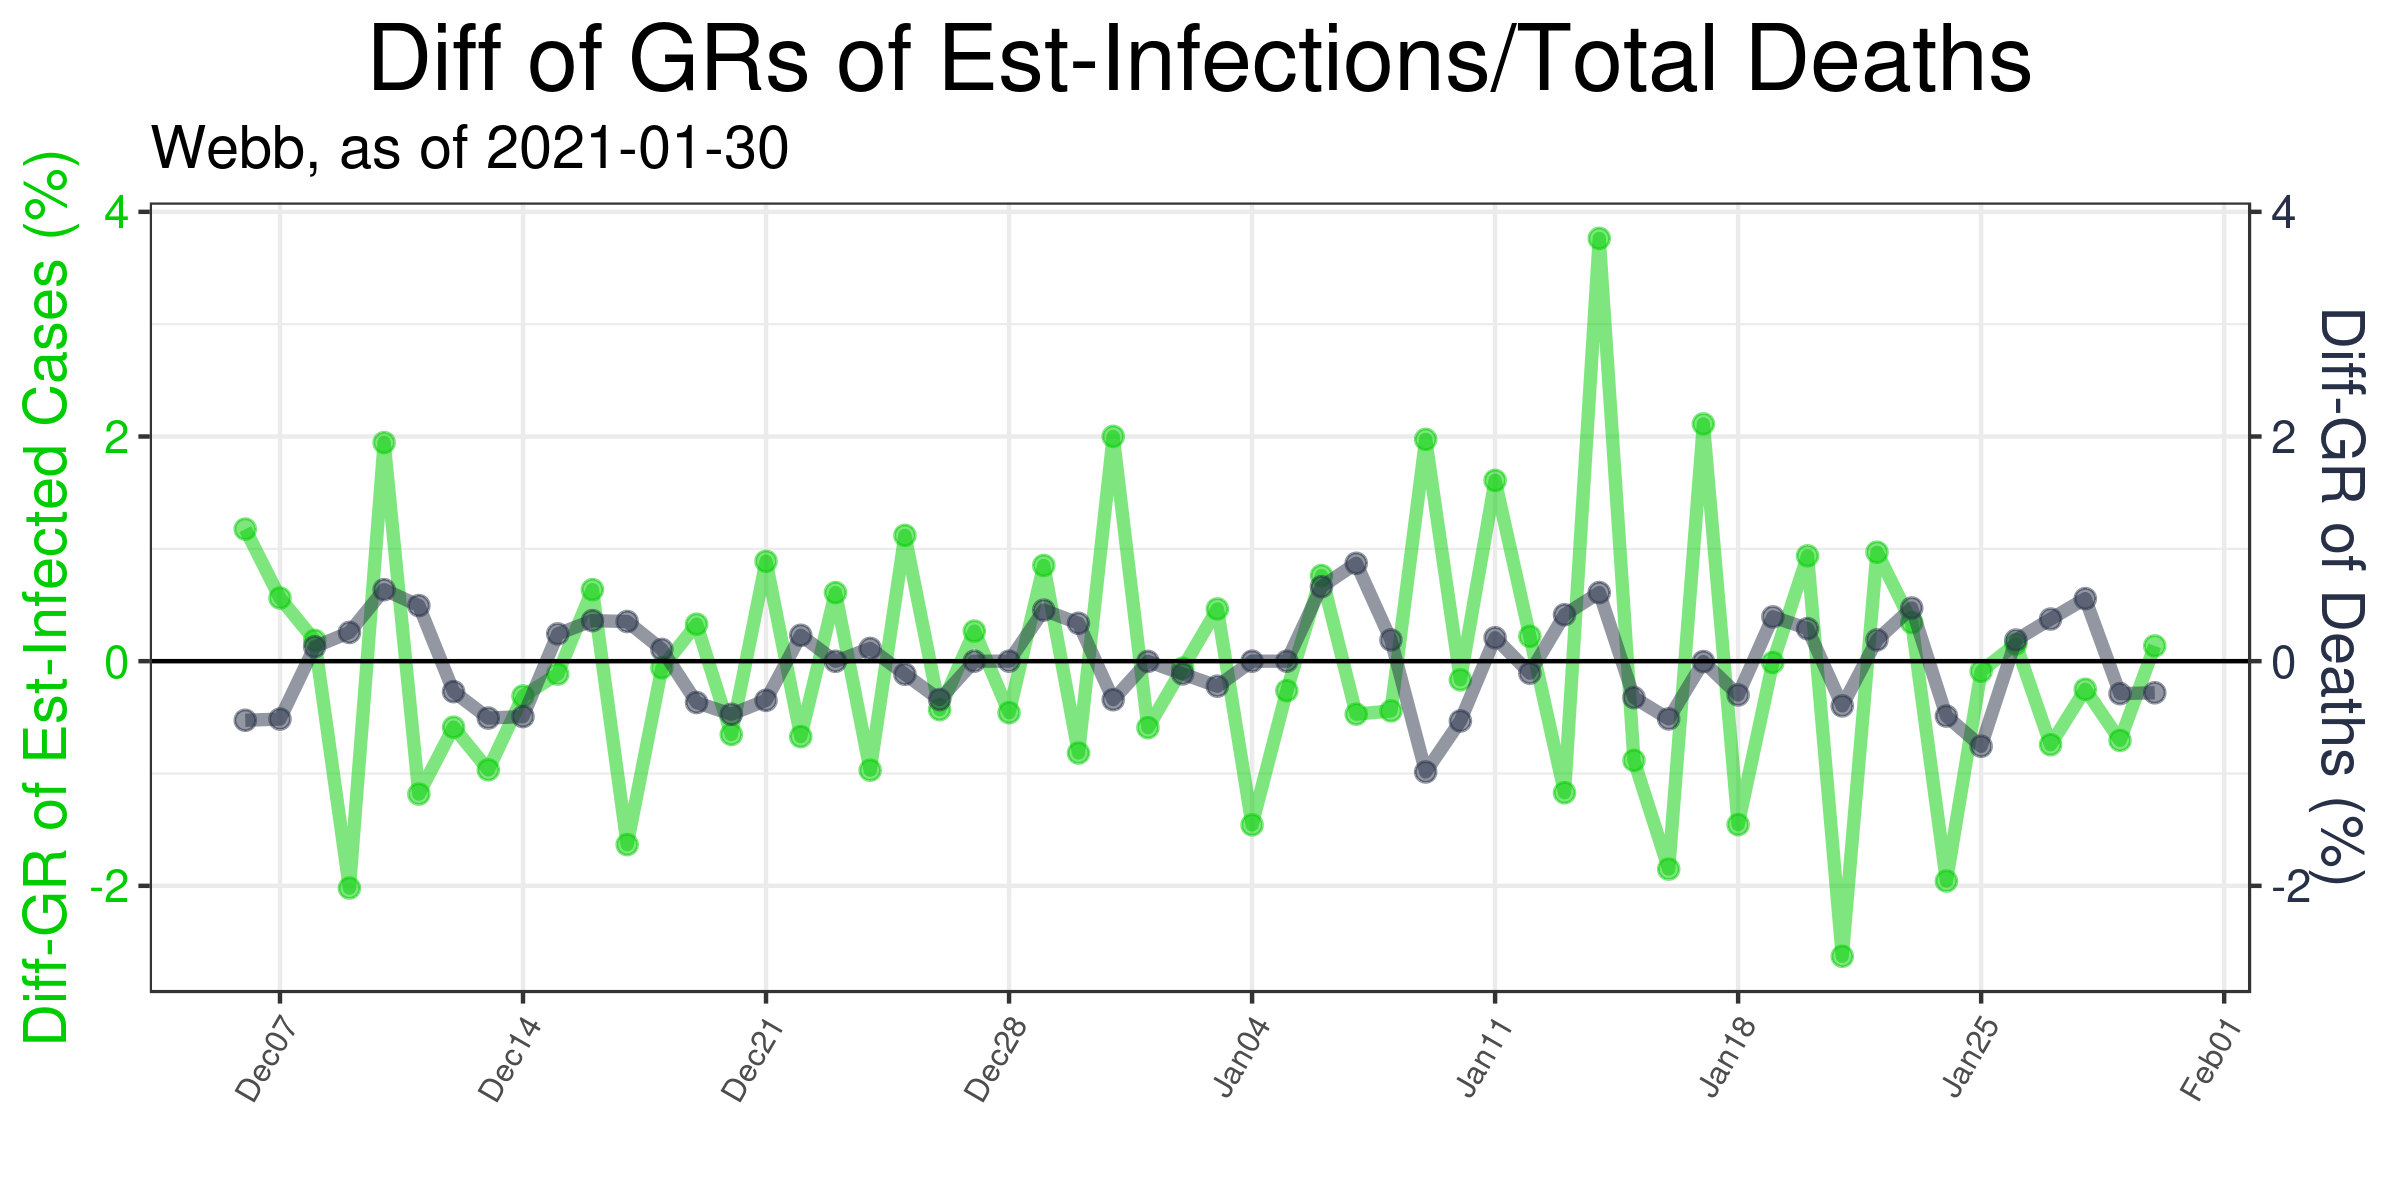 Diff of GRs of Est-Infections/Total Deaths
Webb, as of 2021-01-30
Diff-GR of Est-Infected Cases (%)
4
2
0
-2
4
2
0
-2
Diff-GR of Deaths (%)
Dec07
Dec14
Dec21
Dec28
Jan04
Jan11
Jan18
Jan25
Feb01